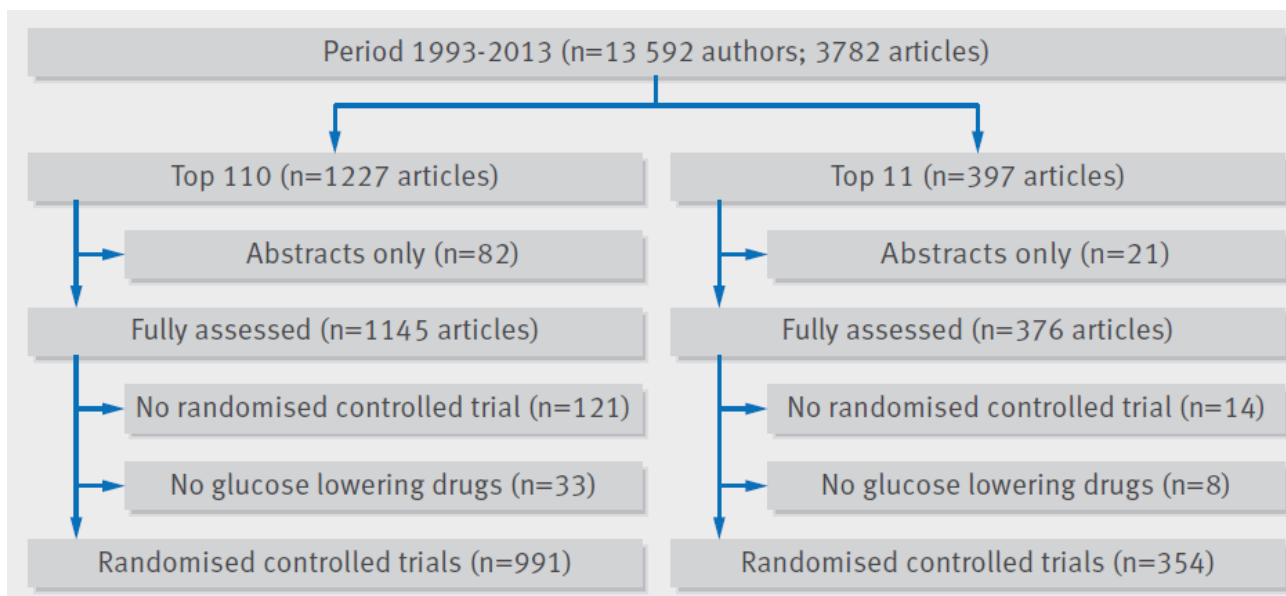 Period 1993-2013 (n=13 592 authors; 3782 articles)
Top 110 (n=1227 articles)
Abstracts only (n=82)
Fully assessed (n=1145 articles)
No randomised controlled trial (n=121)
No glucose lowering drugs (n=33)
Randomised controlled trials (n=991)
Top 11 (n=397 articles)
Abstracts only (n=21)
Fully assessed (n=376 articles)
No randomised controlled trial (n=14)
No glucose lowering drugs (n=8)
Randomised controlled trials (n=354)